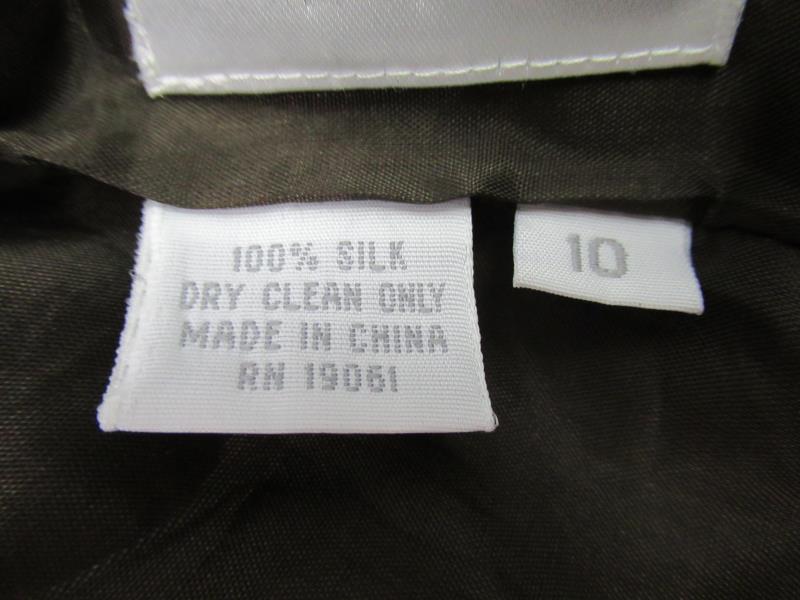 100% SILK
DRY CLEAN ONLY
MADE IN CHINA
RN 19061
10